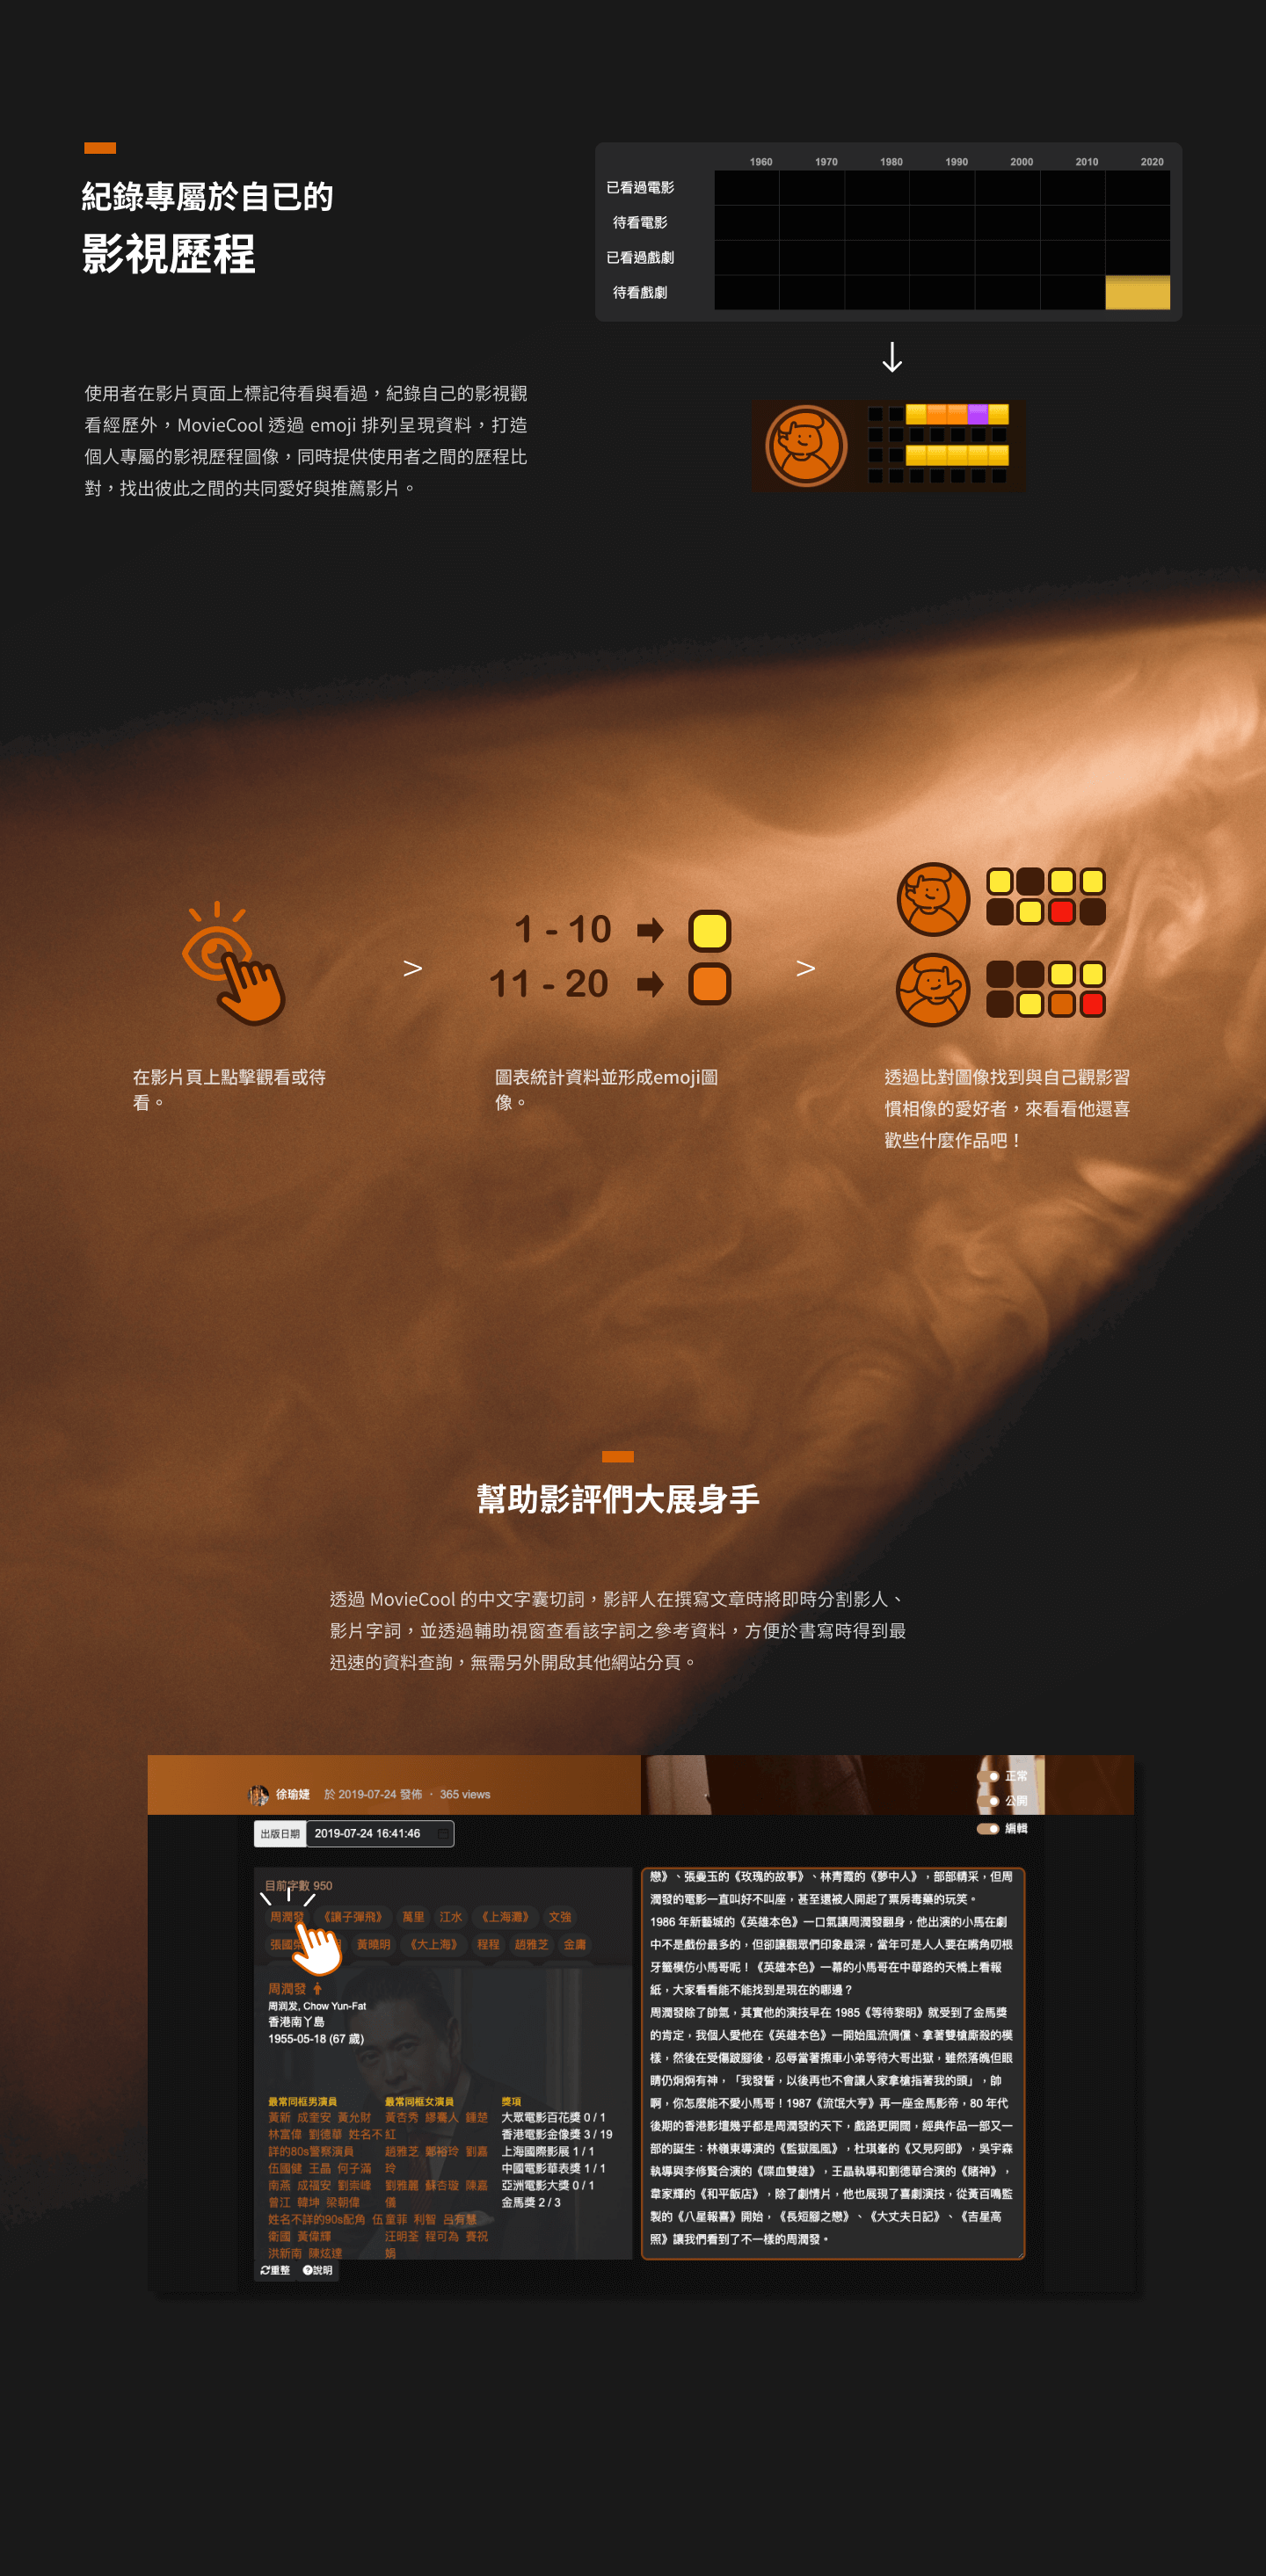 紀錄專屬於自己的
影視歷程
1960 1970 1980 1990 2000 2010 2020
已看過電影
待看電影
已看過戲劇
待看戲劇
使用者在影片頁面上標記待看與看過，紀錄自己的影視觀
看經歷外，MovieCool 透過 emoji 排列呈現資料，打造
個人專屬的影視歷程圖像，同時提供使用者之間的歷程比
對，找出彼此之間的共同愛好與推薦影片。
1 - 10
11 - 20
>
>
在影片頁上點擊觀看或待
看。
圖表統計資料並形成emoji圖
像。
透過比對圖像找到與自己觀影習
慣相像的愛好者，來看看他還喜
歡些什麼作品吧！
幫助影評們大展身手
透過 MovieCool 的中文字囊切詞，影評人在撰寫文章時將即時分割影人、
影片字詞，並透過輔助視窗查看該字詞之參考資料，方便於書寫時得到最
迅速的資料查詢，無需另外開啟其他網站分頁。
徐瑜婕 於 2019-07-24 發佈 · 365 views
正常
公開
編輯
出版日期 2019-07-24 16:41:46
目前字數 950
周潤發 《讓子彈飛》 萬里 江水 《上海灘》 文強
張國榮 黃曉明 《大上海》 程程 趙雅芝 金庸
周潤發
周润发, Chow Yun-Fat
香港南丫島
1955-05-18 (67 歲)
最常同框男演員
黃新 成奎安 黃允財
林富偉 劉德華 姓名不
詳的80s警察演員
伍國健 王晶 何子滿
南燕 成福安 劉崇峰
曾江 韓坤 梁朝偉
姓名不詳的90s配角 伍
衛國 黃偉輝
洪新南 陳炫達
最常同框女演員
黃杏秀 繆騫人 鍾楚
紅
趙雅芝 鄭裕玲 劉嘉
玲
劉雅麗 蘇杏璇 陳嘉
儀
童菲 利智 呂有慧
汪明荃 程可為 賽祝
娟
獎項
大眾電影百花獎 0 / 1
香港電影金像獎 3 / 19
上海國際影展 1 / 1
中國電影華表獎 1 / 1
亞洲電影大獎 0 / 1
金馬獎 2 / 3
重整 說明
戀》、張曼玉的《玫瑰的故事》、林青霞的《夢中人》，部部精采，但周
潤發的電影一直叫好不叫座，甚至還被人開起了票房毒藥的玩笑。
1986 年新藝城的《英雄本色》一口氣讓周潤發翻身，他出演的小馬在劇
中不是戲份最多的，但卻讓觀眾們印象最深，當年可是人人要在嘴角叨根
牙籤模仿小馬哥呢！《英雄本色》一幕的小馬哥在中華路的天橋上看報
紙，大家看看能不能找到是現在的哪邊？
周潤發除了帥氣，其實他的演技早在 1985《等待黎明》就受到了金馬獎
的肯定，我個人愛他在《英雄本色》一開始風流倜儻、拿著雙槍廝殺的模
樣，然後在受傷跛腳後，忍辱當著擦車小弟等待大哥出獄，雖然落魄但眼
睛仍炯炯有神，「我發誓，以後再也不會讓人家拿槍指著我的頭」，帥
啊，你怎麼能不愛小馬哥！1987《流氓大亨》再一座金馬影帝，80 年代
後期的香港影壇幾乎都是周潤發的天下，戲路更開闊，經典作品一部又一
部的誕生：林嶺東導演的《監獄風風》，杜琪峯的《又見阿郎》，吳宇森
執導與李修賢合演的《喋血雙雄》，王晶執導和劉德華合演的《賭神》，
韋家輝的《和平飯店》，除了劇情片，他也展現了喜劇演技，從黃百鳴監
製的《八星報喜》開始，《長短腳之戀》、《大丈夫日記》、《吉星高
照》讓我們看到了不一樣的周潤發。